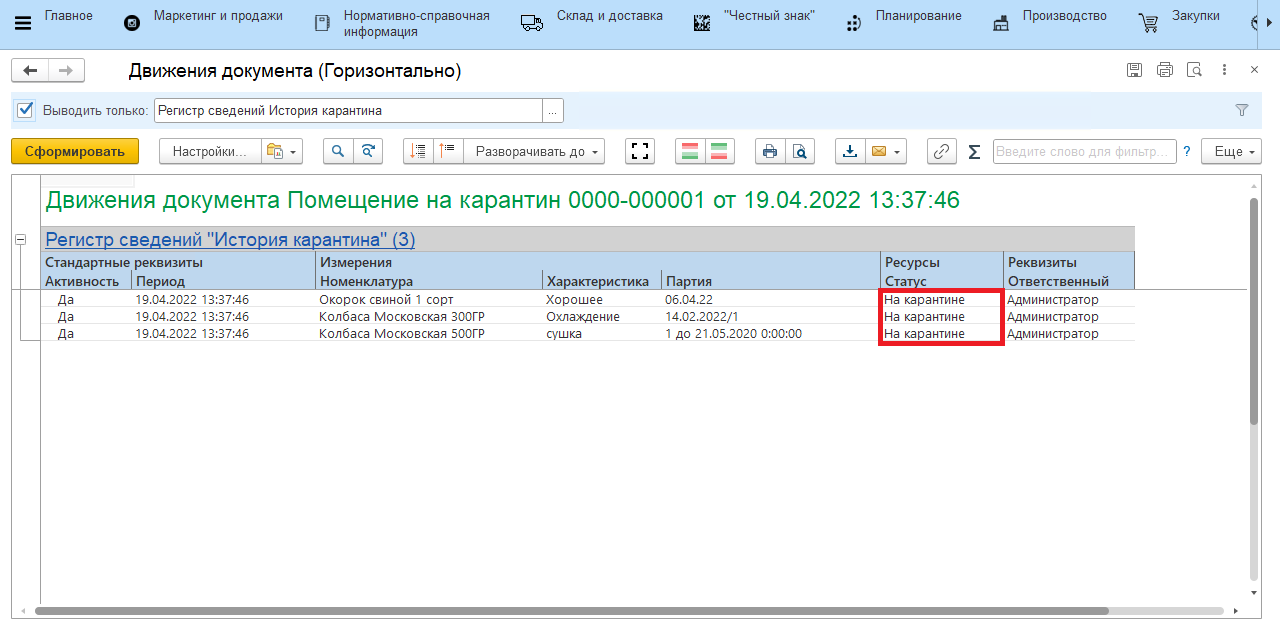 Главное
Маркетинг и продажи
Нормативно-справочная
информация
Склад и доставка
"Честный знак"
Планирование
Производство
Закупки
Движения документа (Горизонтально)
Выводить только: Регистр сведений История карантина ...
Сформировать Настройки... Разворачивать до Σ Введите слово для фильтр... ? Еще
Движения документа Помещение на карантин 0000-000001 от 19.04.2022 13:37:46
Регистр сведений "История карантина" (3)
Стандартные реквизиты Измерения Ресурсы Реквизиты
Активность Период Номенклатура Характеристика Партия Статус Ответственный
Да 19.04.2022 13:37:46 Окорок свиной 1 сорт Хорошее 06.04.22 На карантине Администратор
Да 19.04.2022 13:37:46 Колбаса Московская 300ГР Охлаждение 14.02.2022/1 На карантине Администратор
Да 19.04.2022 13:37:46 Колбаса Московская 500ГР сушка 1 до 21.05.2020 0:00:00 На карантине Администратор